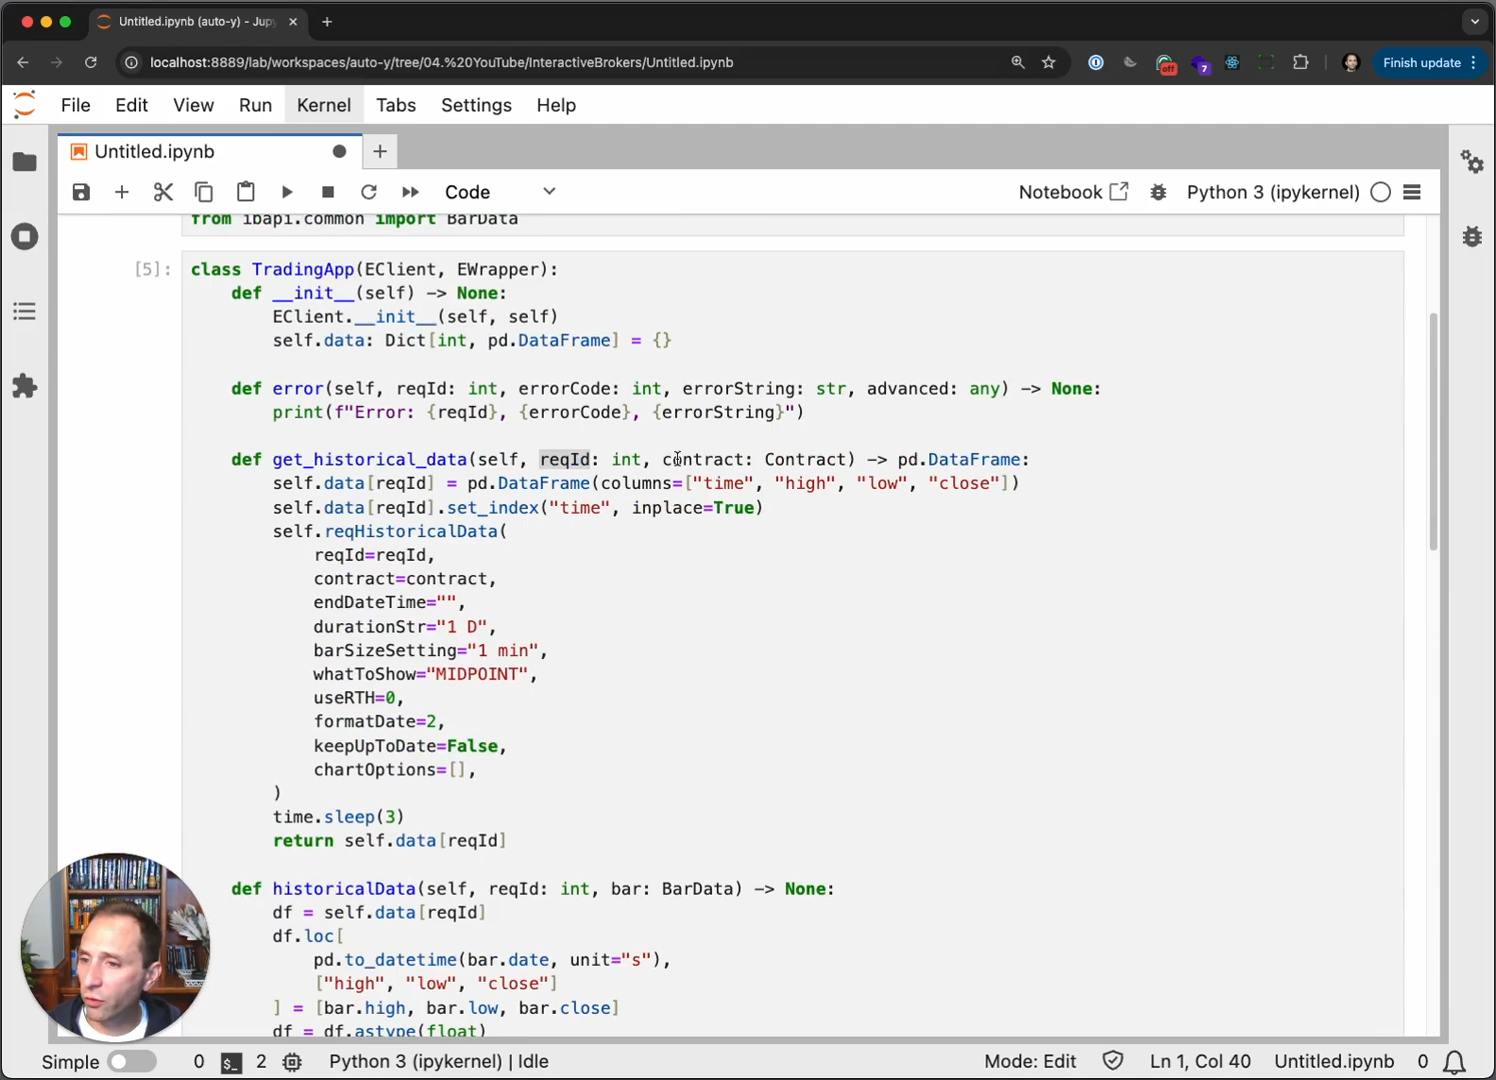 Untitled.ipynb (auto-y) - Jup
localhost:8889/lab/workspaces/auto-y/tree/04.%20YouTube/InteractiveBrokers/Untitled.ipynb
off
7
Finish update
File Edit View Run Kernel Tabs Settings Help
Untitled.ipynb
Code
Notebook
Python 3 (ipykernel)
from ibapi.common import BarData
[5]:
class TradingApp(EClient, EWrapper):
def __init__(self) -> None:
EClient.__init__(self, self)
self.data: Dict[int, pd.DataFrame] = {}
def error(self, reqId: int, errorCode: int, errorString: str, advanced: any) -> None:
print(f"Error: {reqId}, {errorCode}, {errorString}")
def get_historical_data(self, reqId: int, contract: Contract) -> pd.DataFrame:
self.data[reqId] = pd.DataFrame(columns=["time", "high", "low", "close"])
self.data[reqId].set_index("time", inplace=True)
self.reqHistoricalData(
reqId=reqId,
contract=contract,
endDateTime="",
durationStr="1 D",
barSizeSetting="1 min",
whatToShow="MIDPOINT",
useRTH=0,
formatDate=2,
keepUpToDate=False,
chartOptions=[],
)
time.sleep(3)
return self.data[reqId]
def historicalData(self, reqId: int, bar: BarData) -> None:
df = self.data[reqId]
df.loc[
pd.to_datetime(bar.date, unit="s"),
["high", "low", "close"]
] = [bar.high, bar.low, bar.close]
df = df.astype(float)
Simple 0 $_ 2 Python 3 (ipykernel) | Idle Mode: Edit Ln 1, Col 40 Untitled.ipynb 0